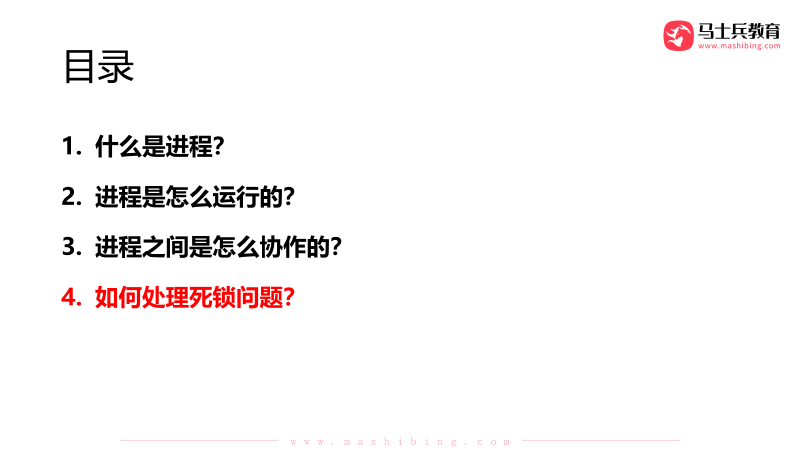 马士兵教育
www.mashibing.com
目录
1. 什么是进程?
2. 进程是怎么运行的?
3. 进程之间是怎么协作的?
4. 如何处理死锁问题?
www.mashibing.com